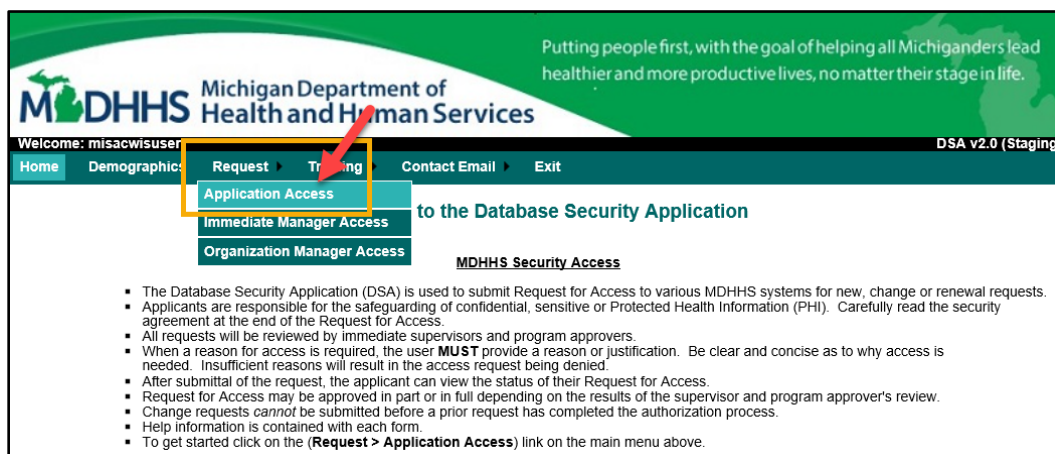 Putting people first, with the goal of helping all Michiganders lead
healthier and more productive lives, no matter their stage in life.
MDHHS Michigan Department of
Health and Human Services
Welcome: misacwisuser
DSA v2.0 (Staging
Home Demographics Request Contact Email Exit
Application Access
Immediate Manager Access
Organization Manager Access
to the Database Security Application
MDHHS Security Access
▪ The Database Security Application (DSA) is used to submit Request for Access to various MDHHS systems for new, change or renewal requests.
▪ Applicants are responsible for the safeguarding of confidential, sensitive or Protected Health Information (PHI). Carefully read the security
agreement at the end of the Request for Access.
▪ All requests will be reviewed by immediate supervisors and program approvers.
▪ When a reason for access is required, the user MUST provide a reason or justification. Be clear and concise as to why access is
needed. Insufficient reasons will result in the access request being denied.
▪ After submittal of the request, the applicant can view the status of their Request for Access.
▪ Request for Access may be approved in part or in full depending on the results of the supervisor and program approver's review.
▪ Change requests cannot be submitted before a prior request has completed the authorization process.
▪ Help information is contained with each form.
▪ To get started click on the (Request > Application Access) link on the main menu above.